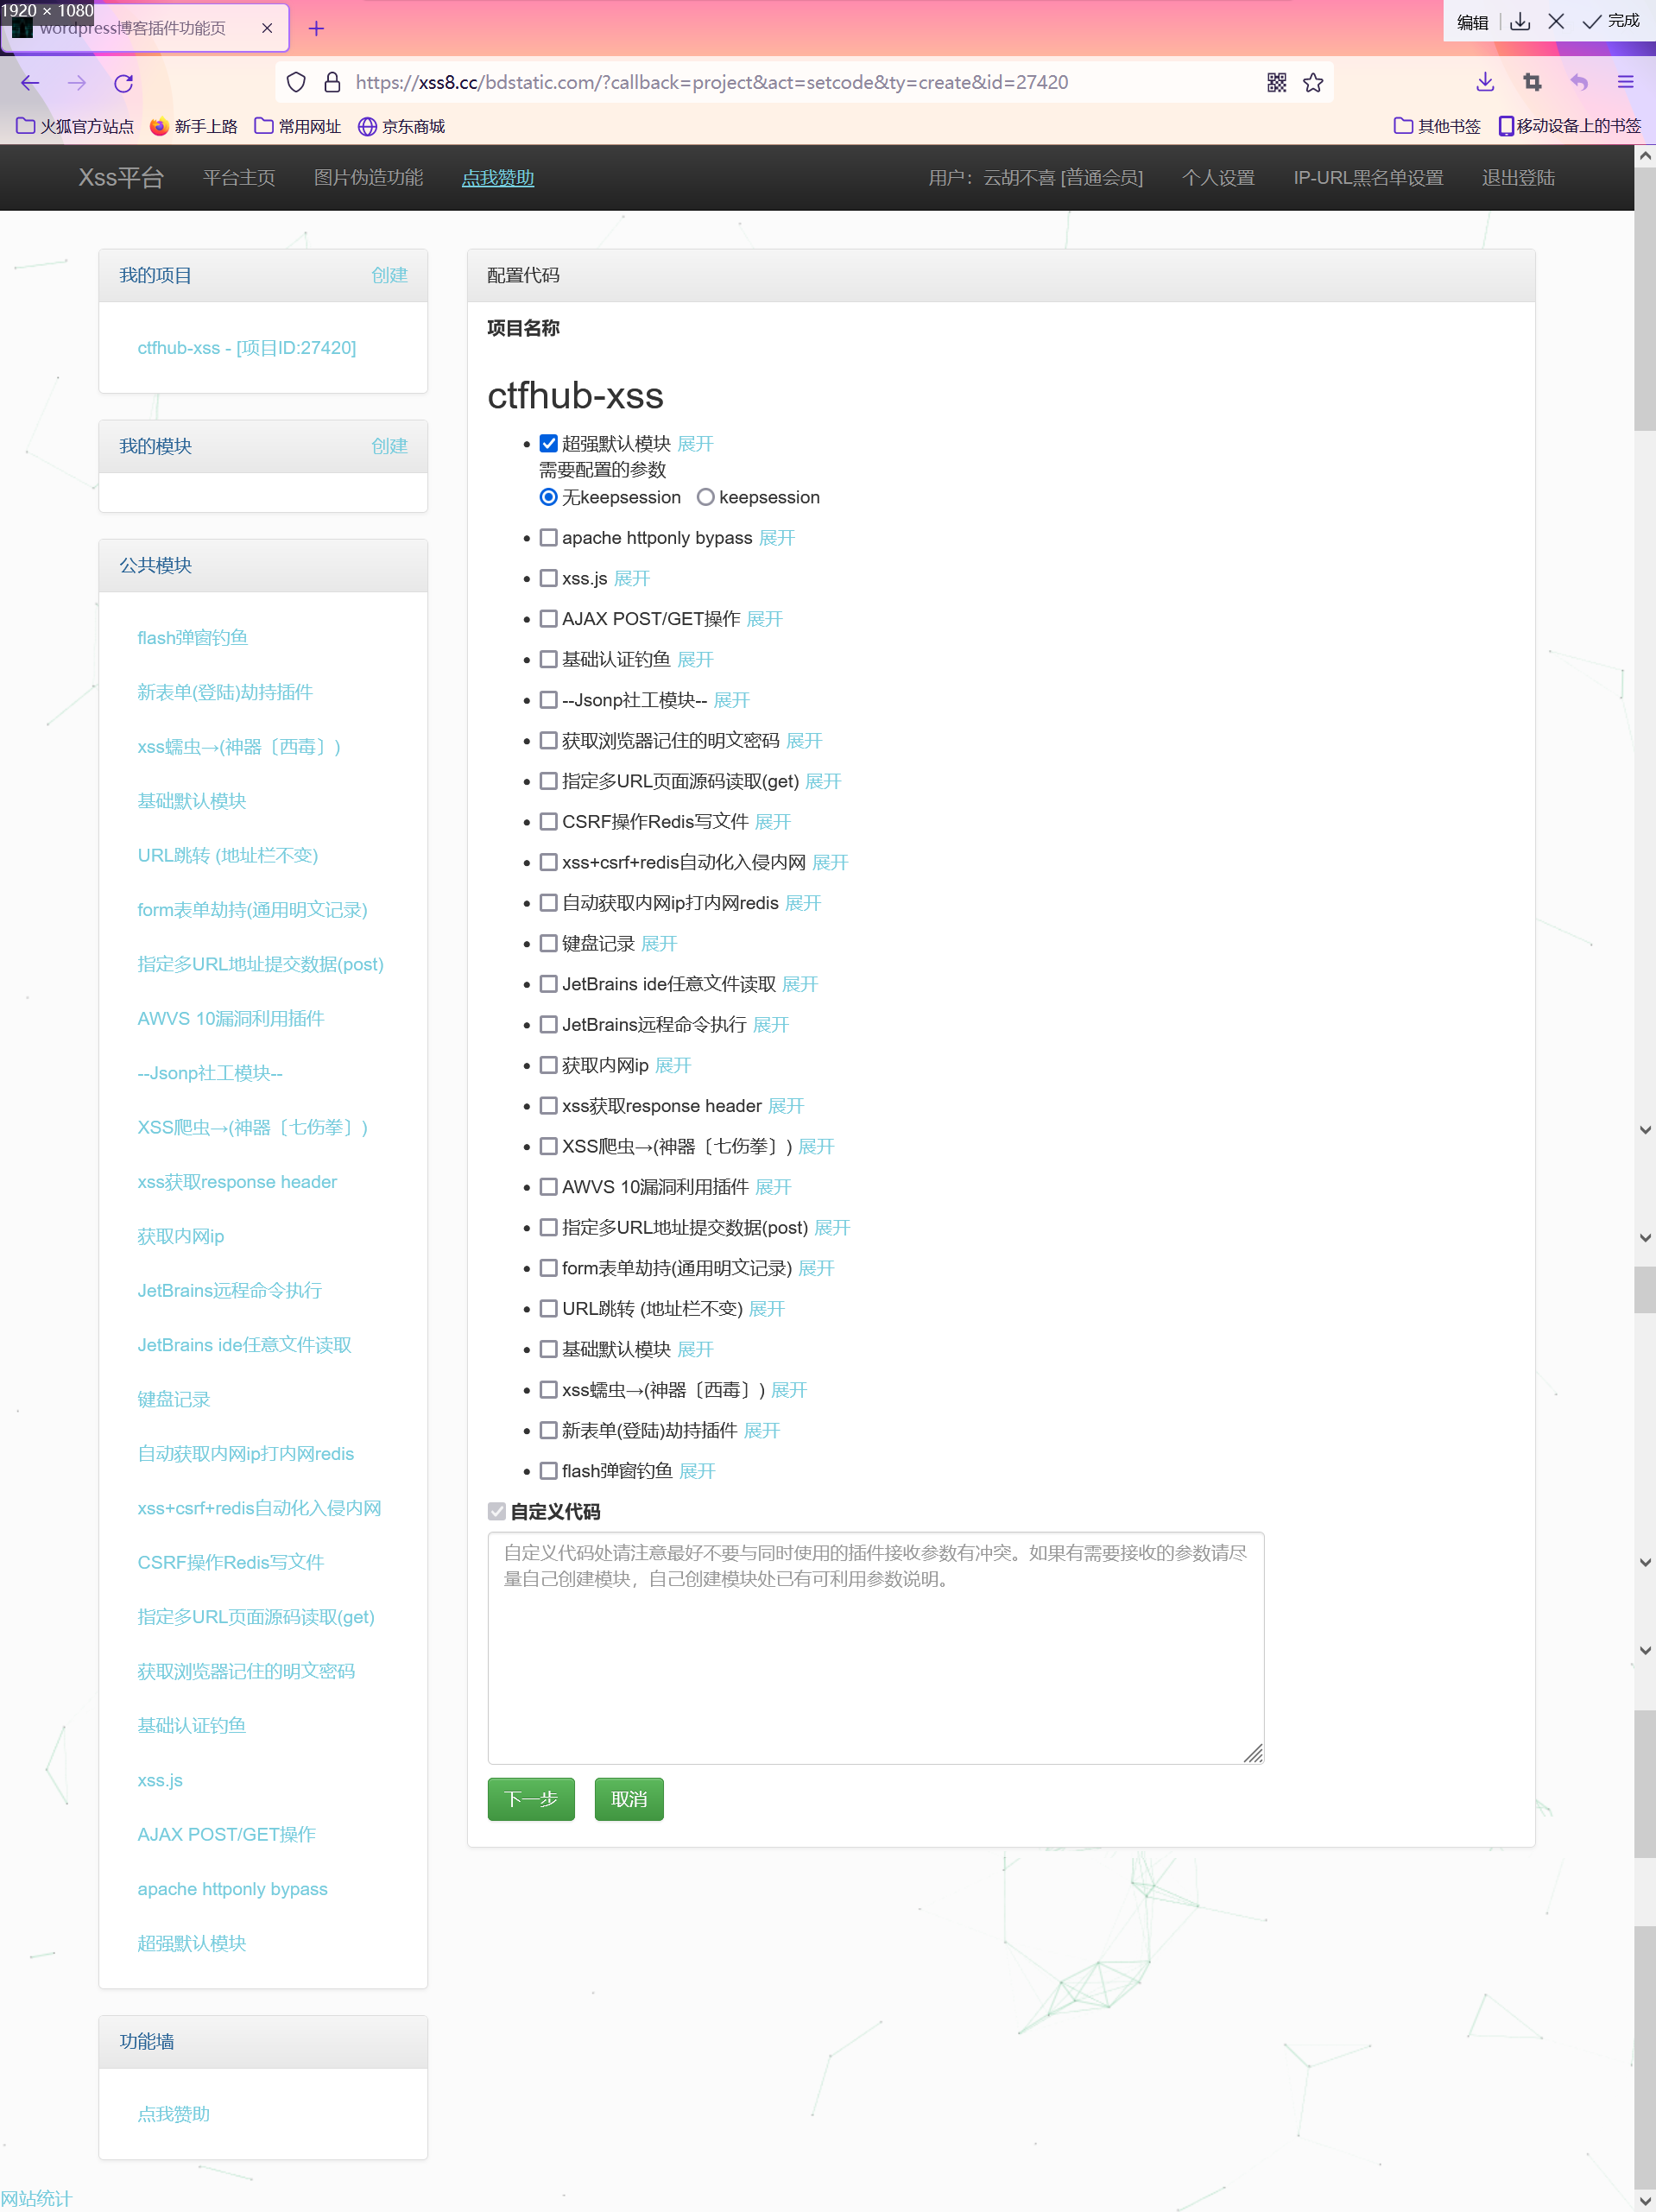 1920 × 1080
wordpress博客插件功能页
编辑
完成
https://xss8.cc/bdstatic.com/?callback=project&act=setcode&ty=create&id=27420
火狐官方站点 新手上路 常用网址 京东商城 其他书签 移动设备上的书签
Xss平台 平台主页 图片伪造功能 点我赞助 用户：云胡不喜 [普通会员] 个人设置 IP-URL黑名单设置 退出登陆
我的项目 创建
ctfhub-xss - [项目ID:27420]
我的模块 创建
公共模块
flash弹窗钓鱼
新表单(登陆)劫持插件
xss蠕虫→(神器〔西毒〕)
基础默认模块
URL跳转 (地址栏不变)
form表单劫持(通用明文记录)
指定多URL地址提交数据(post)
AWVS 10漏洞利用插件
--Jsonp社工模块--
XSS爬虫→(神器〔七伤拳〕)
xss获取response header
获取内网ip
JetBrains远程命令执行
JetBrains ide任意文件读取
键盘记录
自动获取内网ip打内网redis
xss+csrf+redis自动化入侵内网
CSRF操作Redis写文件
指定多URL页面源码读取(get)
获取浏览器记住的明文密码
基础认证钓鱼
xss.js
AJAX POST/GET操作
apache httponly bypass
超强默认模块
功能墙
点我赞助
网站统计
配置代码
项目名称
ctfhub-xss
超强默认模块 展开
需要配置的参数
无keepsession keepsession
apache httponly bypass 展开
xss.js 展开
AJAX POST/GET操作 展开
基础认证钓鱼 展开
--Jsonp社工模块-- 展开
获取浏览器记住的明文密码 展开
指定多URL页面源码读取(get) 展开
CSRF操作Redis写文件 展开
xss+csrf+redis自动化入侵内网 展开
自动获取内网ip打内网redis 展开
键盘记录 展开
JetBrains ide任意文件读取 展开
JetBrains远程命令执行 展开
获取内网ip 展开
xss获取response header 展开
XSS爬虫→(神器〔七伤拳〕) 展开
AWVS 10漏洞利用插件 展开
指定多URL地址提交数据(post) 展开
form表单劫持(通用明文记录) 展开
URL跳转 (地址栏不变) 展开
基础默认模块 展开
xss蠕虫→(神器〔西毒〕) 展开
新表单(登陆)劫持插件 展开
flash弹窗钓鱼 展开
自定义代码
自定义代码处请注意最好不要与同时使用的插件接收参数有冲突。如果有需要接收的参数请尽
量自己创建模块，自己创建模块处已有可利用参数说明。
下一步 取消